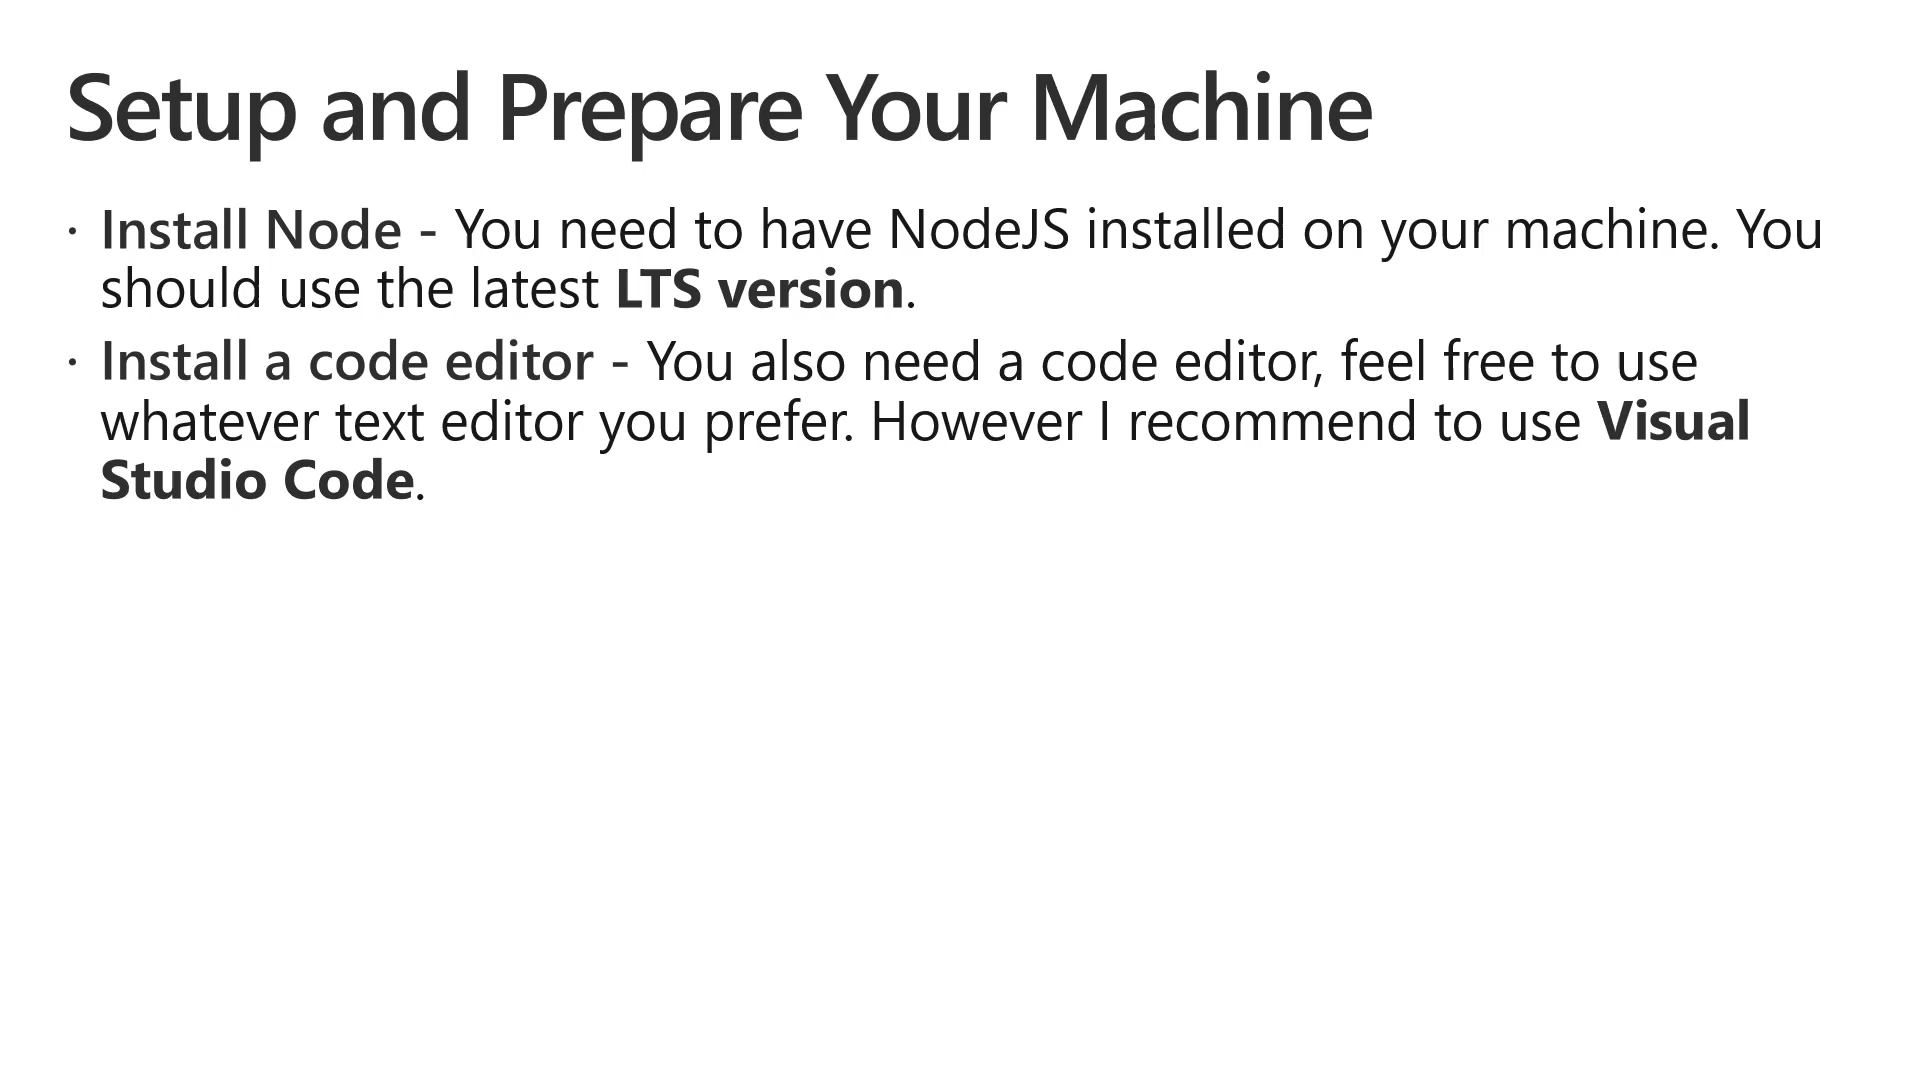 Setup and Prepare Your Machine
· Install Node - You need to have NodeJS installed on your machine. You
should use the latest LTS version.
· Install a code editor - You also need a code editor, feel free to use
whatever text editor you prefer. However I recommend to use Visual
Studio Code.